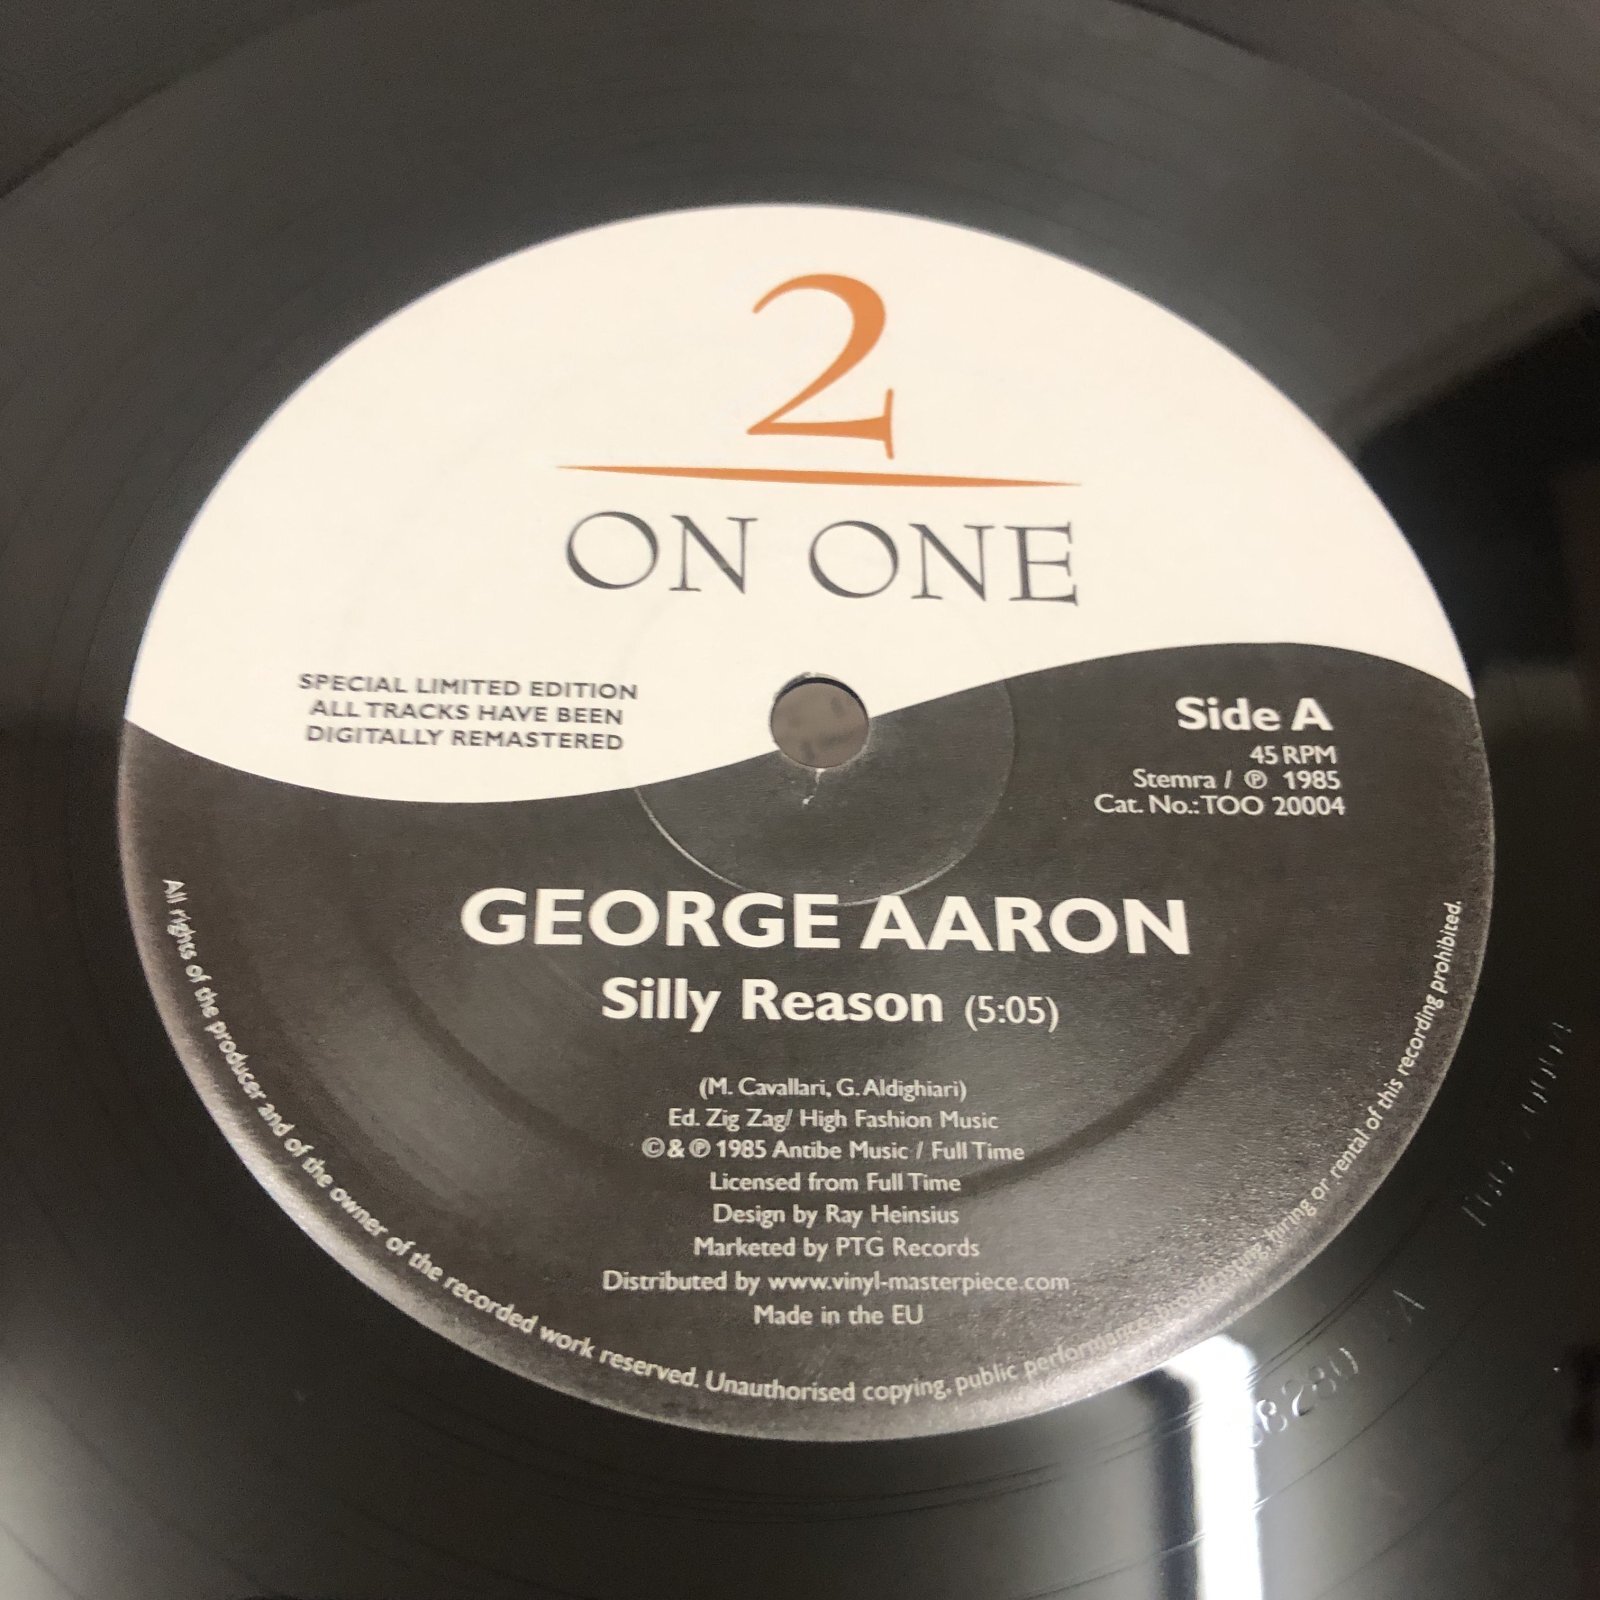 2
ON ONE
SPECIAL LIMITED EDITION
ALL TRACKS HAVE BEEN
DIGITALLY REMASTERED
Side A
45 RPM
Stemra / ℗ 1985
Cat. No.: TOO 20004
GEORGE AARON
Silly Reason (5:05)
(M. Cavallari, G. Aldighiari)
Ed. Zig Zag/ High Fashion Music
© & ℗ 1985 Antibe Music / Full Time
Licensed from Full Time
Design by Ray Heinsius
Marketed by PTG Records
Distributed by www.vinyl-masterpiece.com
Made in the EU
All rights of the producer and of the owner of the recorded work reserved. Unauthorised copying, public performance, broadcasting, hiring or rental of this recording prohibited.